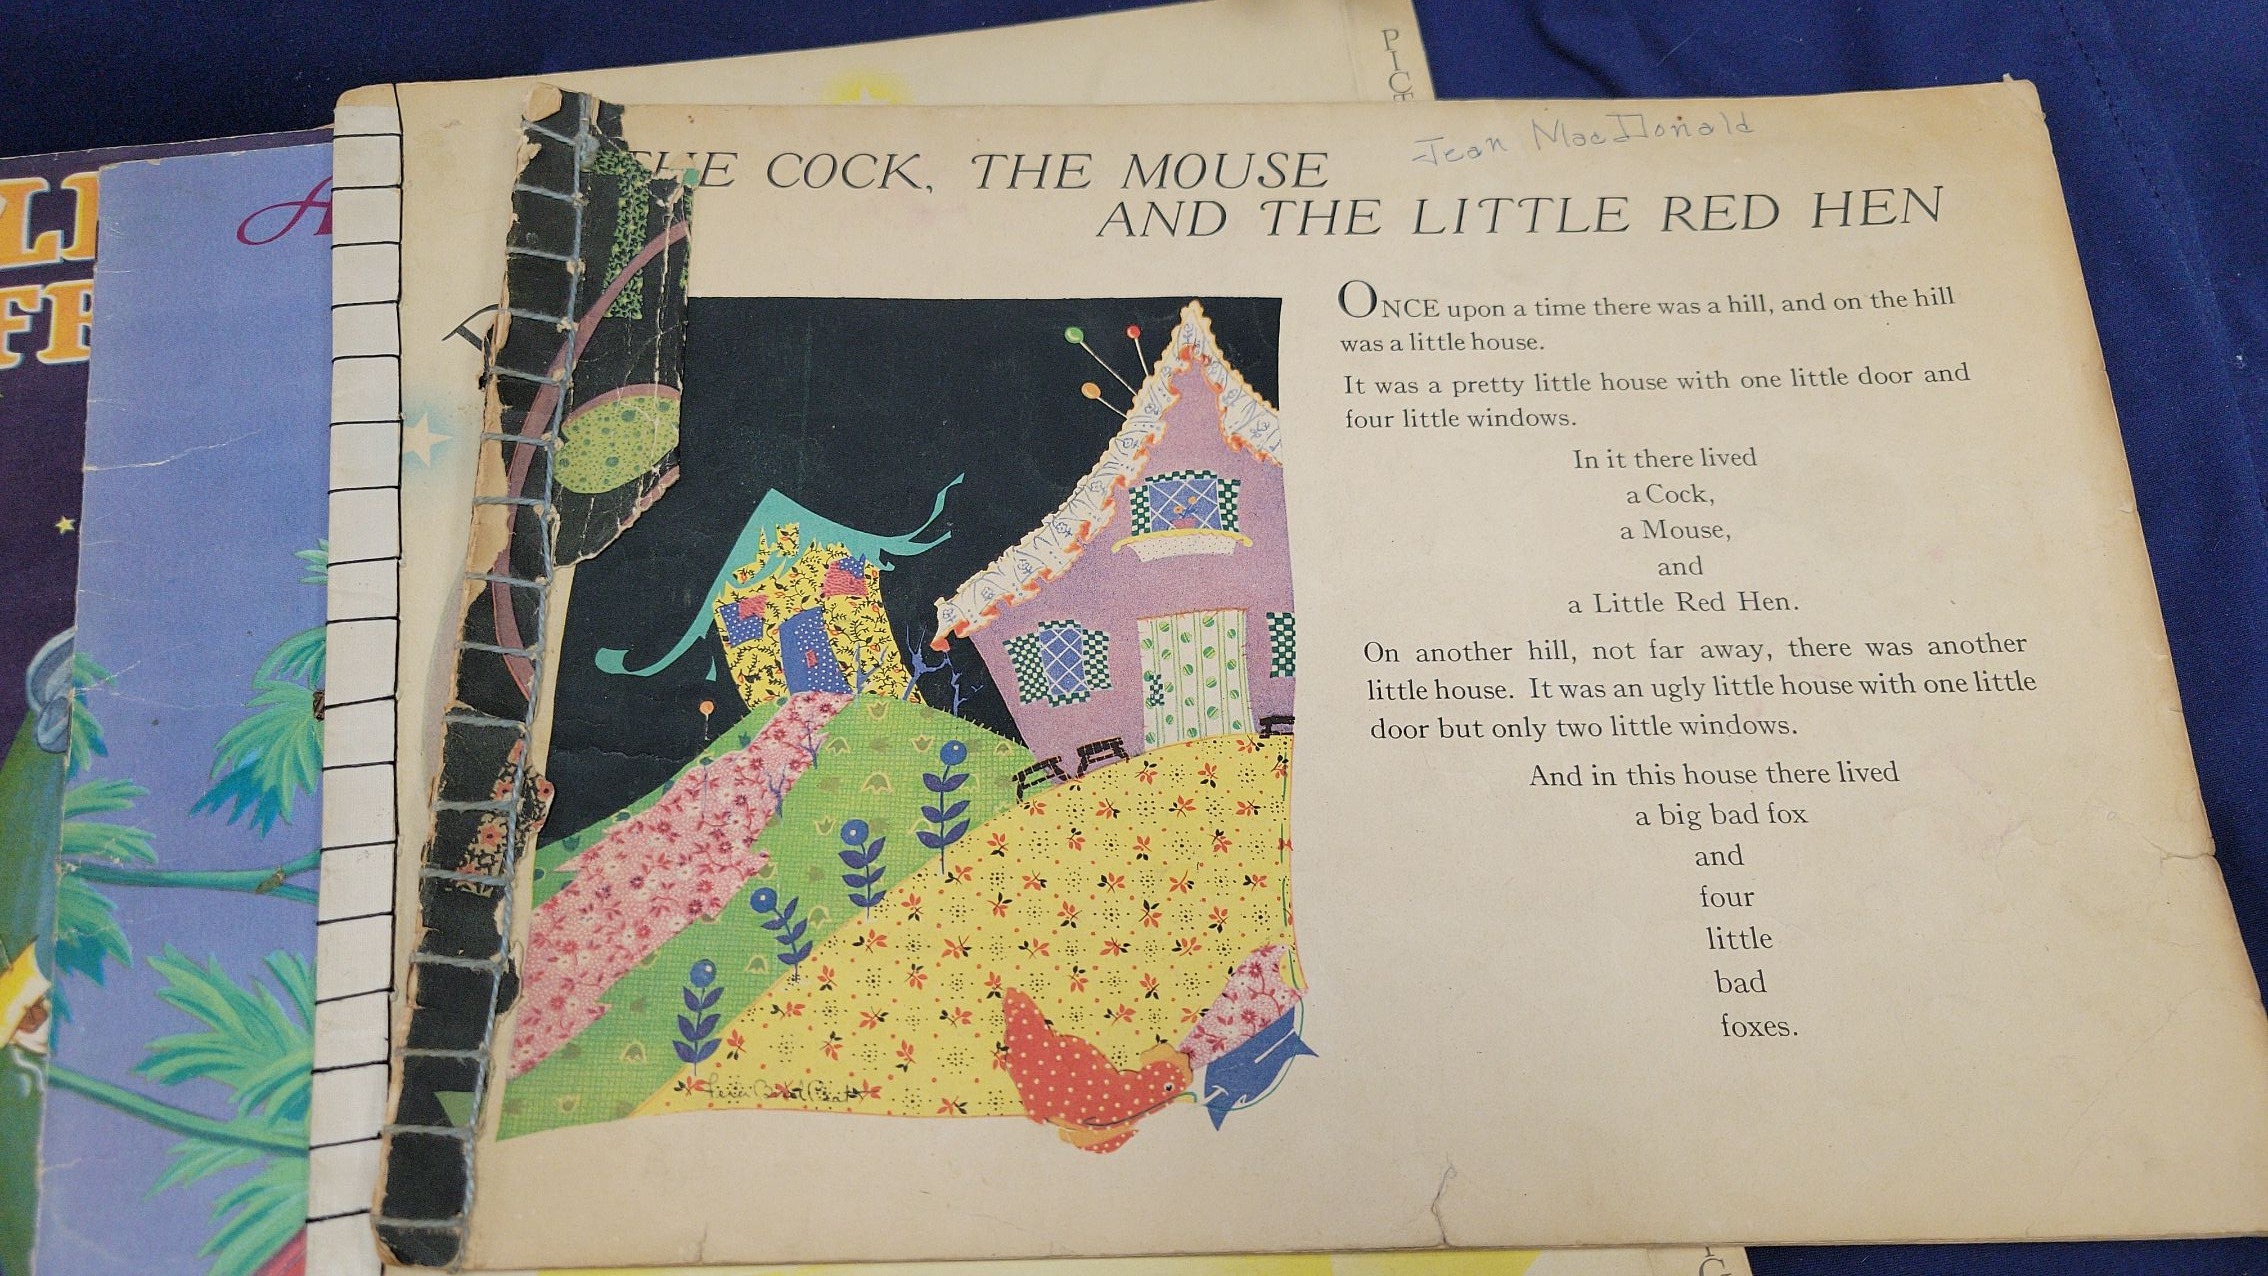 Jean MacDonald
THE COCK, THE MOUSE
AND THE LITTLE RED HEN
ONCE upon a time there was a hill, and on the hill
was a little house.
It was a pretty little house with one little door and
four little windows.
In it there lived
a Cock,
a Mouse,
and
a Little Red Hen.
On another hill, not far away, there was another
little house. It was an ugly little house with one little
door but only two little windows.
And in this house there lived
a big bad fox
and
four
little
bad
foxes.